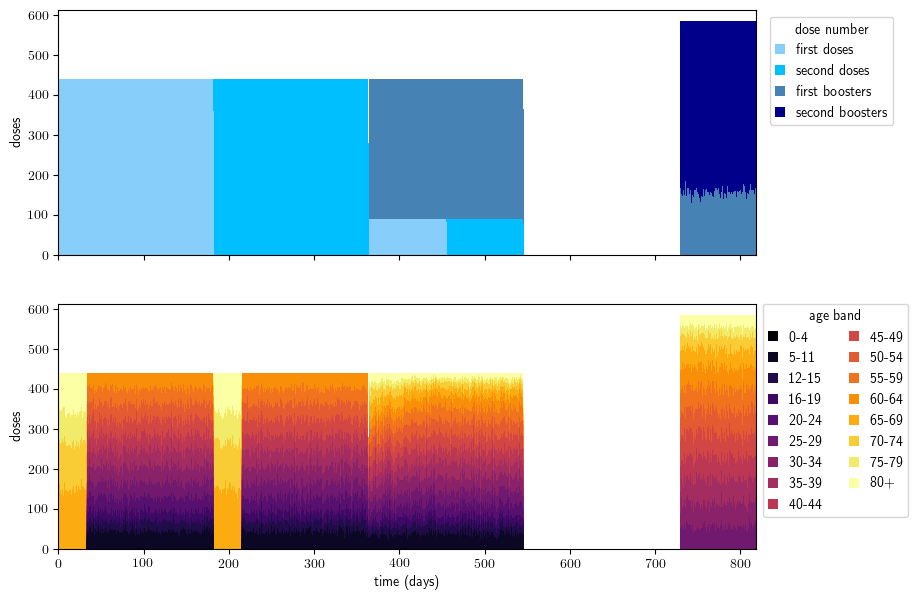 600
500
400
300
200
100
0
doses
dose number
first doses
second doses
first boosters
second boosters
600
500
400
300
200
100
0
doses
0 100 200 300 400 500 600 700 800
time (days)
age band
0-4 45-49
5-11 50-54
12-15 55-59
16-19 60-64
20-24 65-69
25-29 70-74
30-34 75-79
35-39 80+
40-44